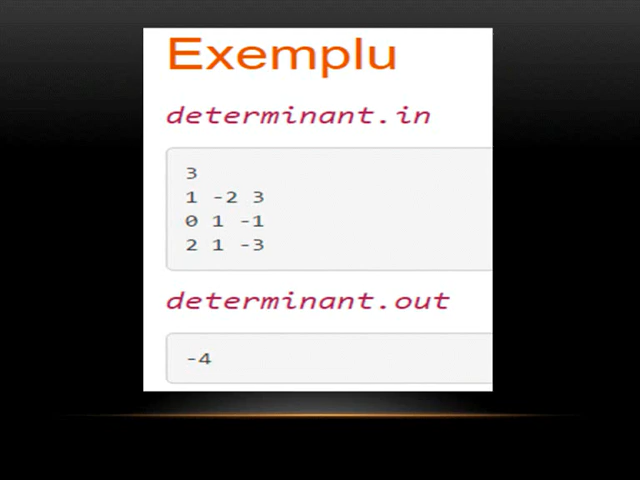 Exemplu
determinant.in
3
1 -2 3
0 1 -1
2 1 -3
determinant.out
-4